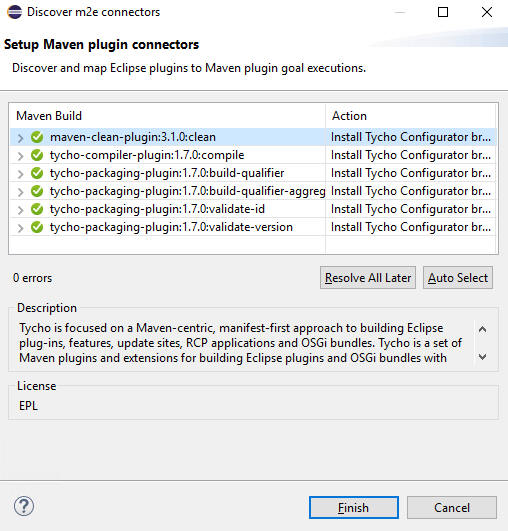 Discover m2e connectors
Setup Maven plugin connectors
Discover and map Eclipse plugins to Maven plugin goal executions.
Maven Build Action
maven-clean-plugin:3.1.0:clean Install Tycho Configurator br...
tycho-compiler-plugin:1.7.0:compile Install Tycho Configurator br...
tycho-packaging-plugin:1.7.0:build-qualifier Install Tycho Configurator br...
tycho-packaging-plugin:1.7.0:build-qualifier-aggreg Install Tycho Configurator br...
tycho-packaging-plugin:1.7.0:validate-id Install Tycho Configurator br...
tycho-packaging-plugin:1.7.0:validate-version Install Tycho Configurator br...
0 errors Resolve All Later Auto Select
Description
Tycho is focused on a Maven-centric, manifest-first approach to building Eclipse
plug-ins, features, update sites, RCP applications and OSGi bundles. Tycho is a set of
Maven plugins and extensions for building Eclipse plugins and OSGi bundles with
License
EPL
? Finish Cancel